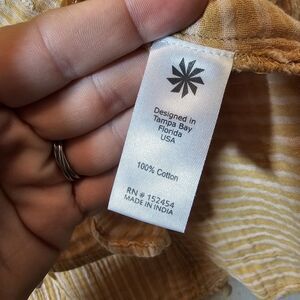 Designed in
Tampa Bay
Florida
USA
100% Cotton
RN # 152454
MADE IN INDIA